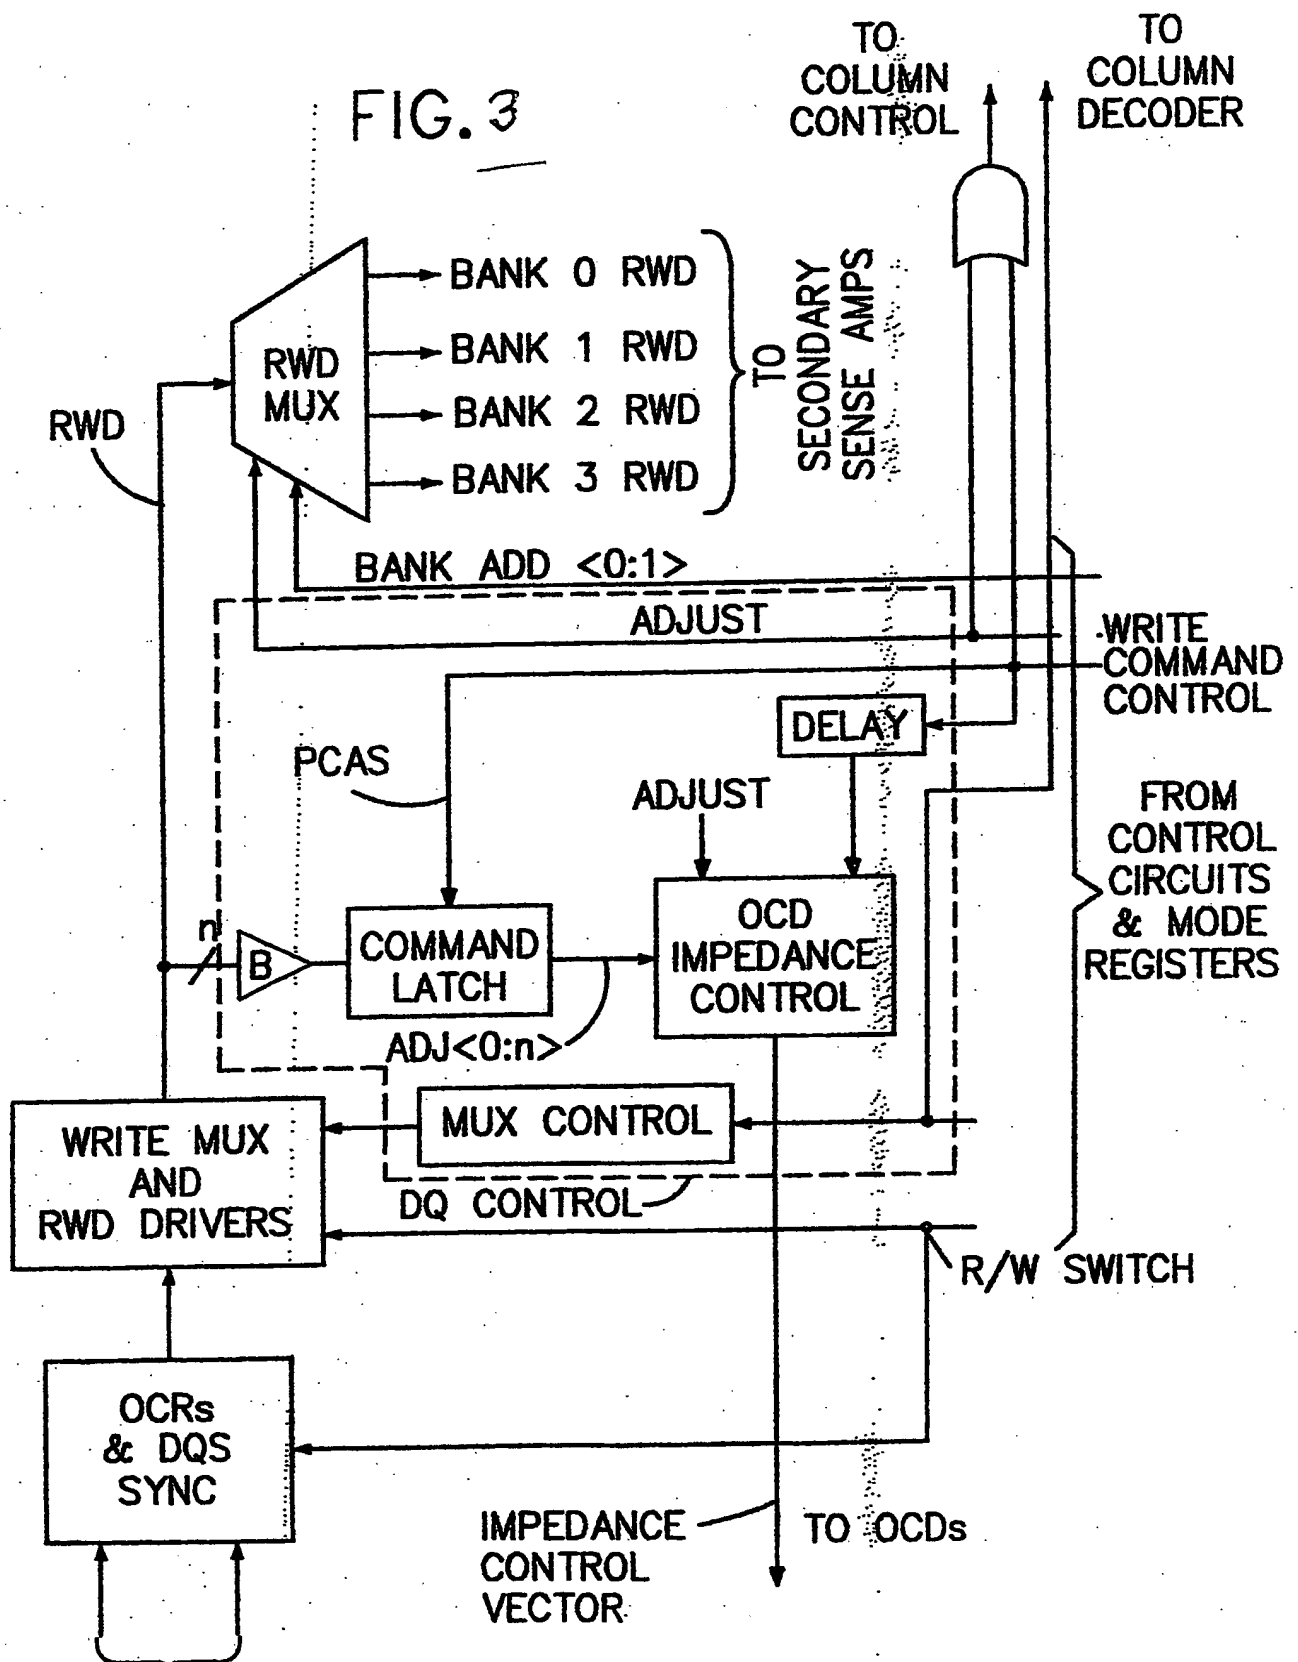 FIG. 3
TO
COLUMN
CONTROL
TO
COLUMN
DECODER
RWD
MUX
BANK 0 RWD
BANK 1 RWD
BANK 2 RWD
BANK 3 RWD
TO
SECONDARY
SENSE AMPS
RWD
BANK ADD <0:1>
ADJUST
WRITE
COMMAND
CONTROL
DELAY
PCAS
ADJUST
FROM
CONTROL
CIRCUITS
& MODE
REGISTERS
n
B
COMMAND
LATCH
OCD
IMPEDANCE
CONTROL
ADJ<0:n>
MUX CONTROL
WRITE MUX
AND
RWD DRIVERS
DQ CONTROL
R/W SWITCH
OCRs
& DQS
SYNC
IMPEDANCE
CONTROL
VECTOR
TO OCDs